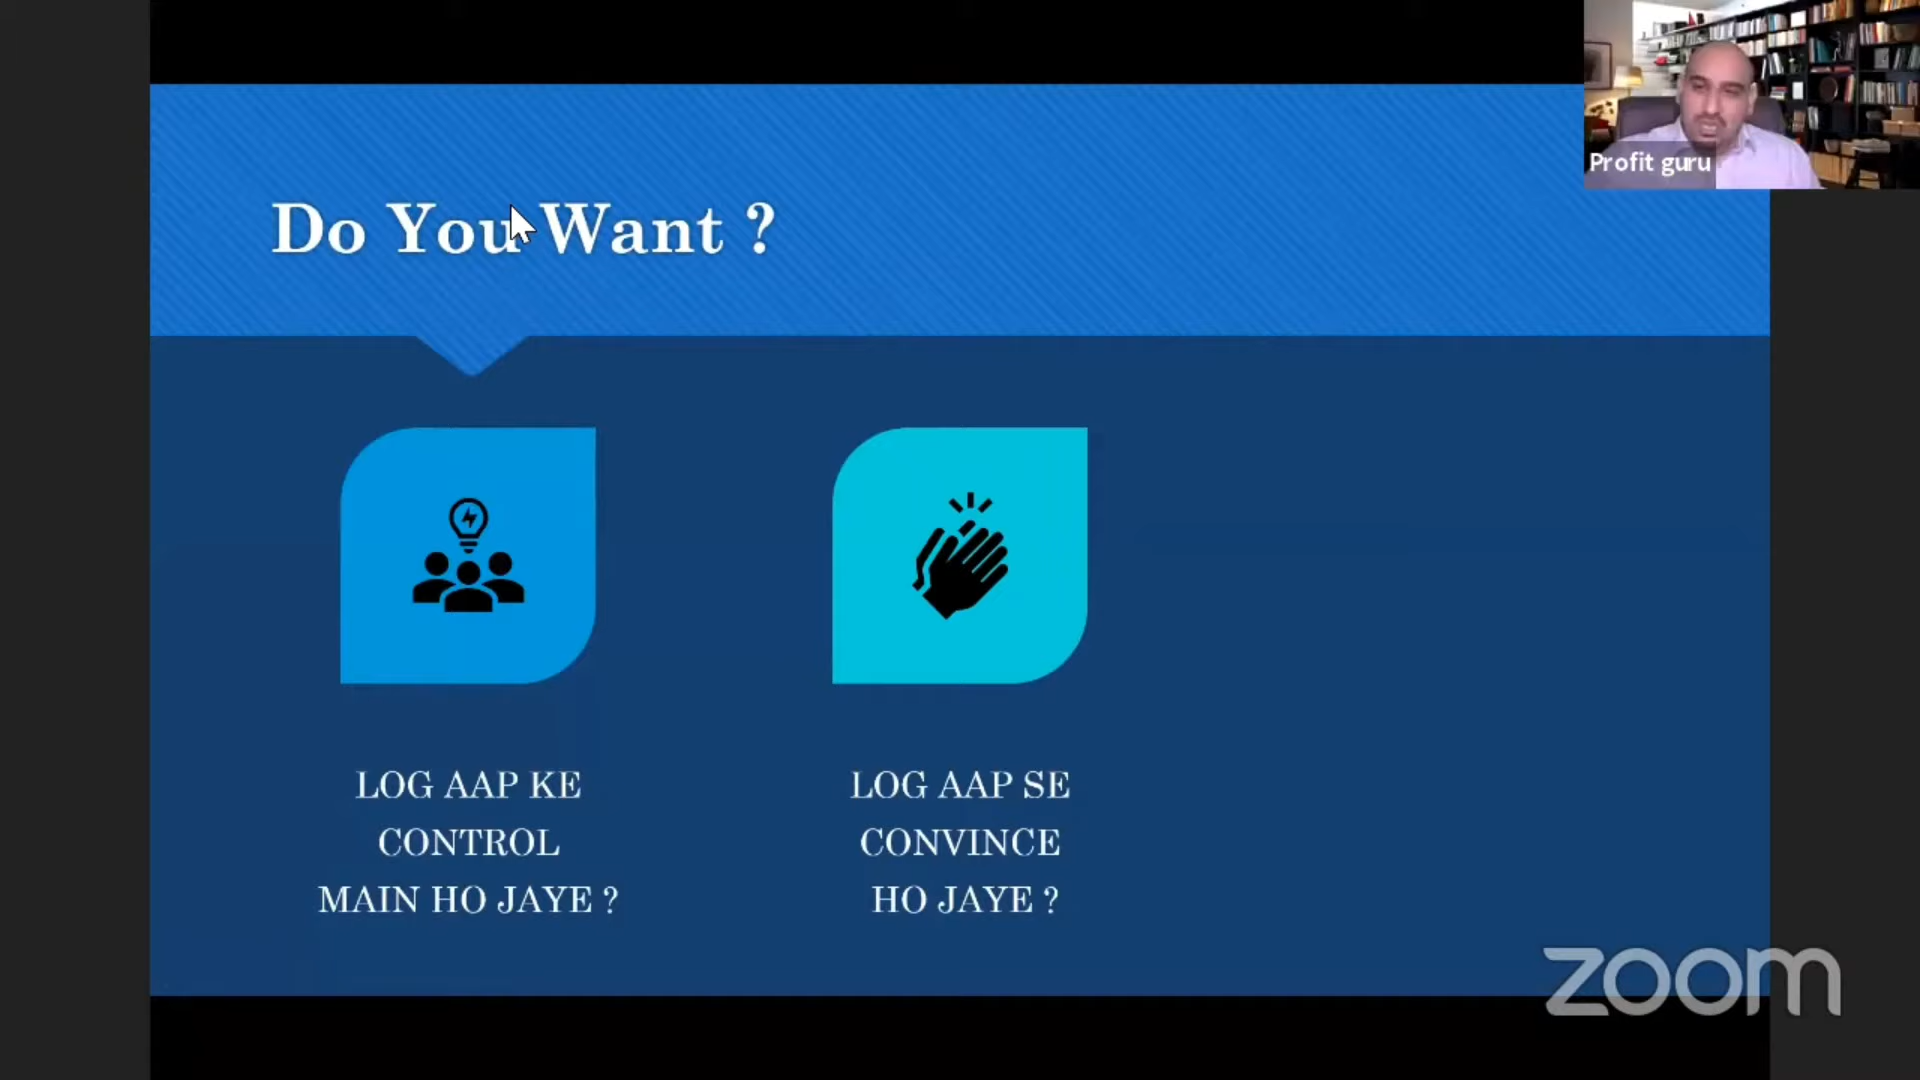 Profit guru
Do You Want ?
LOG AAP KE
CONTROL
MAIN HO JAYE ?
LOG AAP SE
CONVINCE
HO JAYE ?
zoom